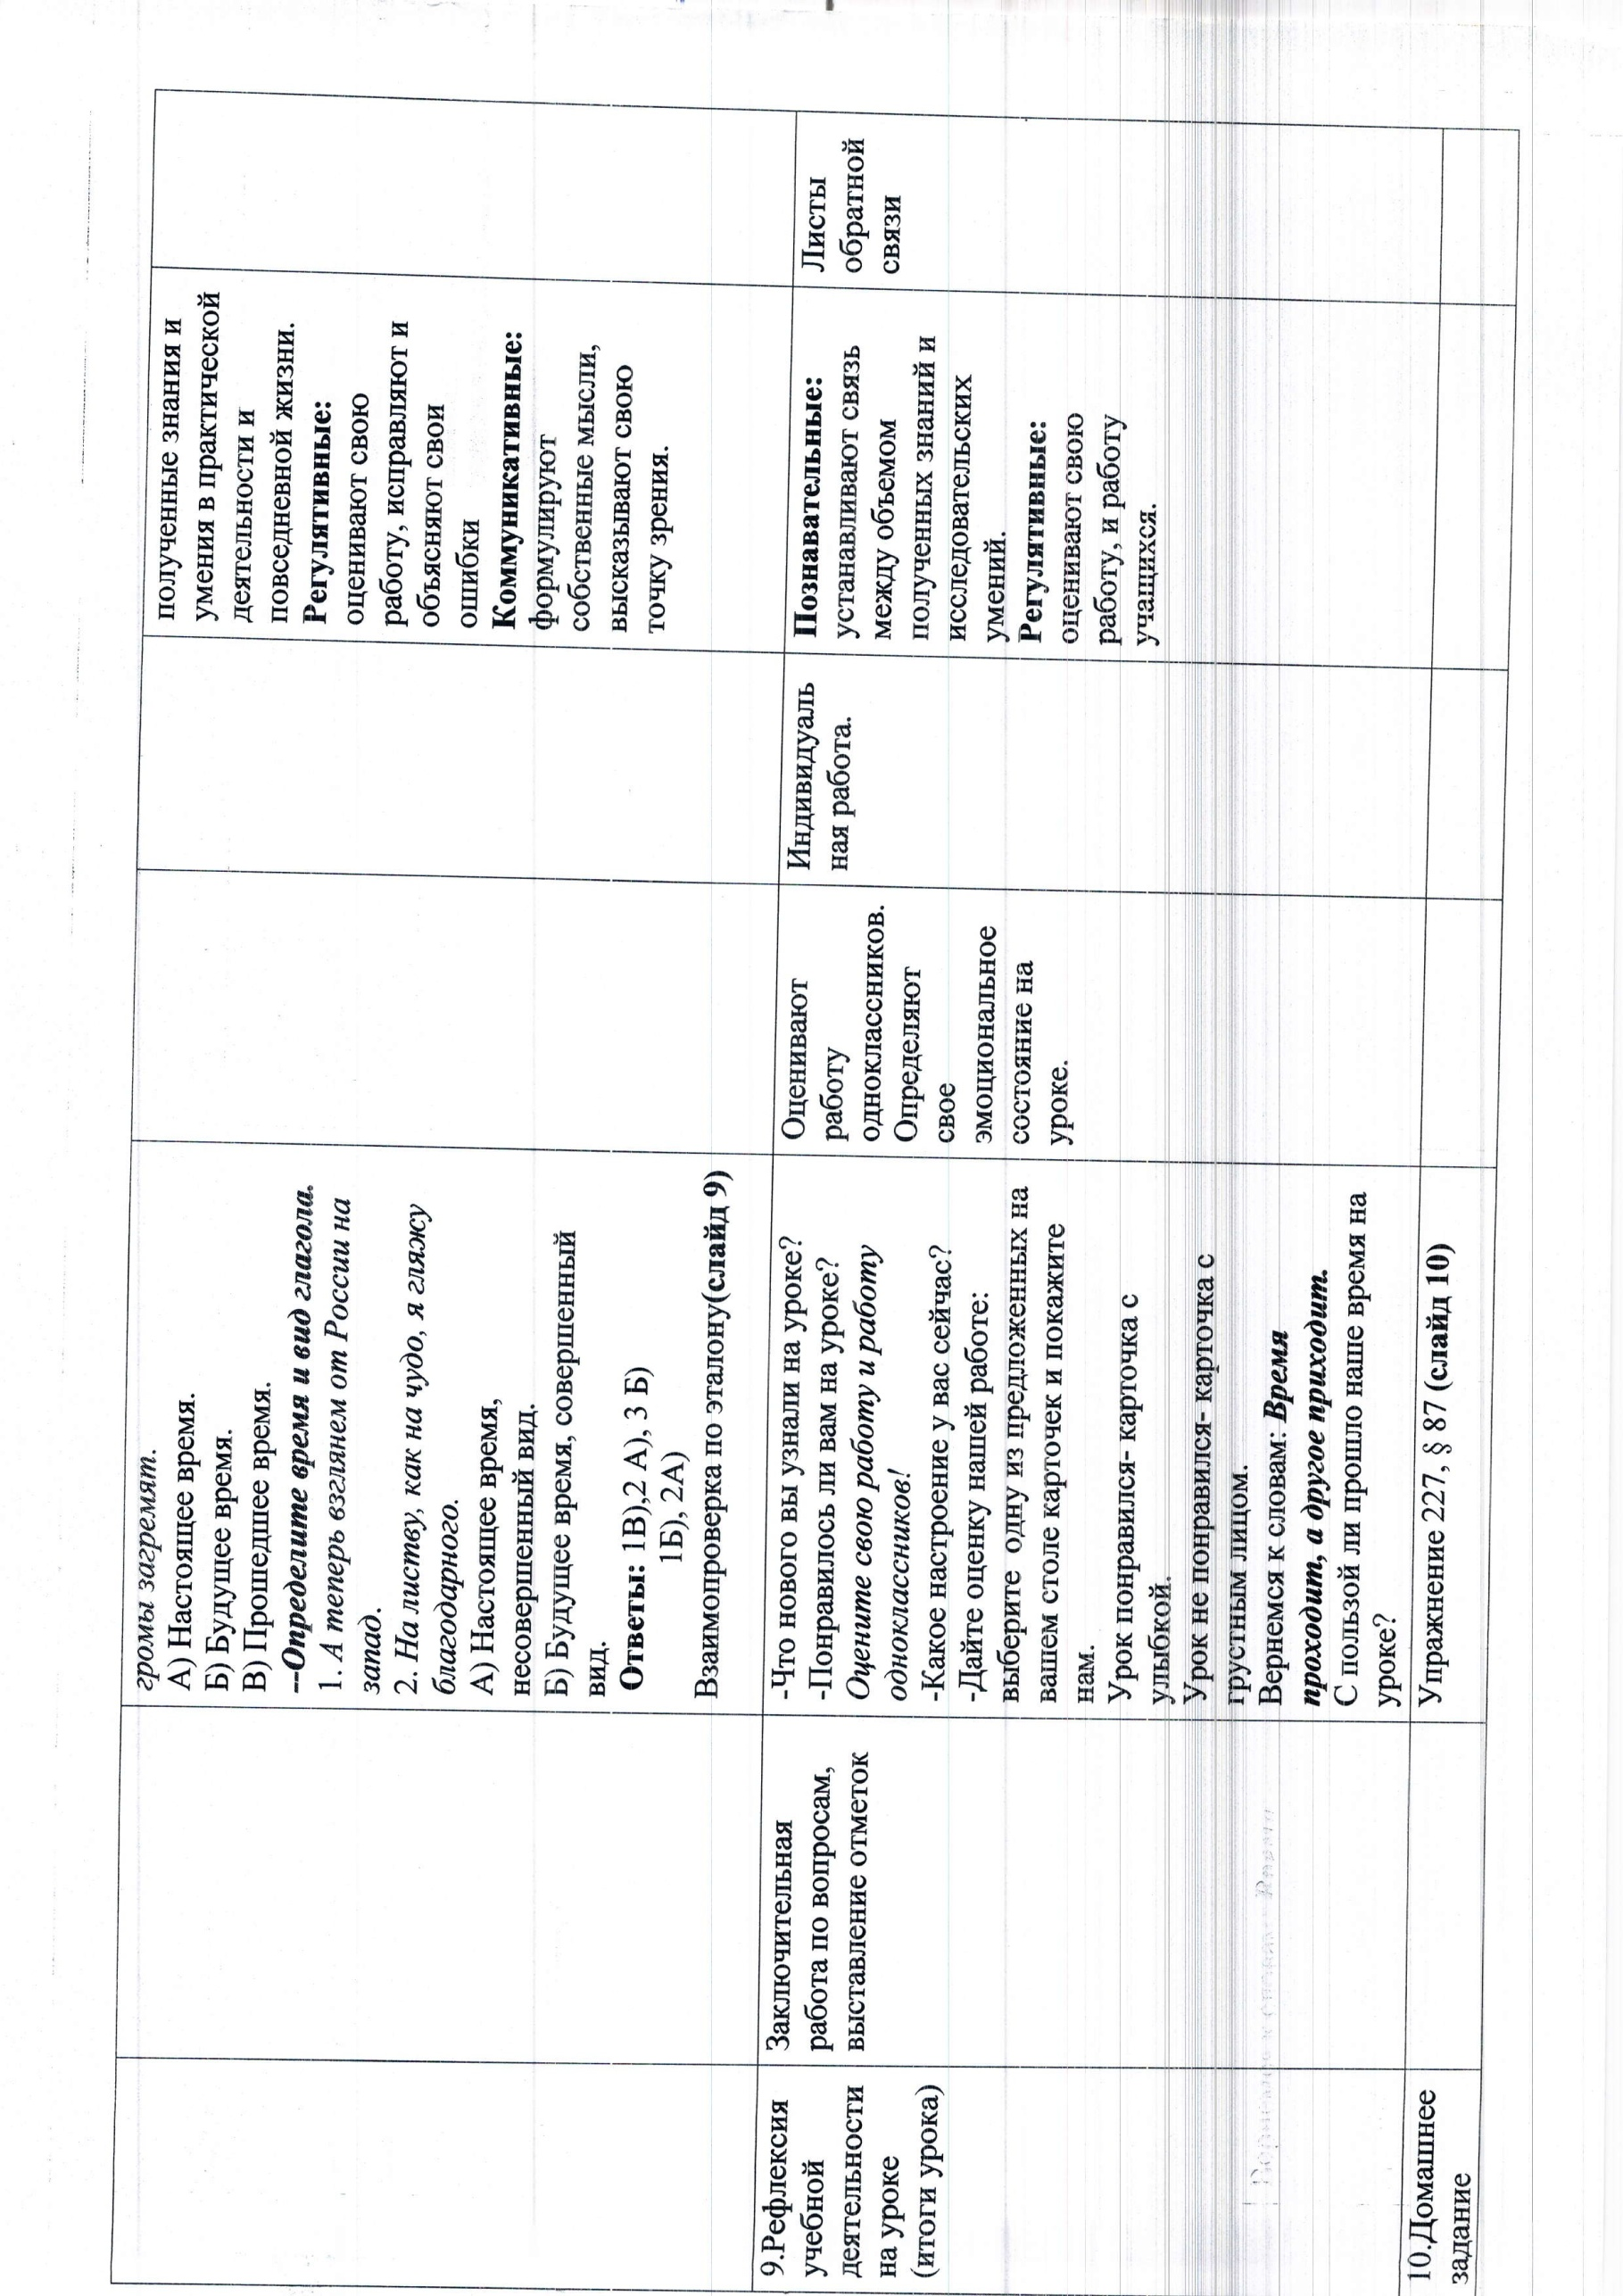 громы загремят.
А) Настоящее время.
Б) Будущее время.
В) Прошедшее время.
--Определите время и вид глагола.
1. А теперь взглянем от России на
запад.
2. На листву, как на чудо, я гляжу
благодарного.
А) Настоящее время,
несовершенный вид.
Б) Будущее время, совершенный
вид.
Ответы: 1В),2 А), 3 Б)
1Б), 2А)
Взаимопроверка по эталону(слайд 9)
полученные знания и
умения в практической
деятельности и
повседневной жизни.
Регулятивные:
оценивают свою
работу, исправляют и
объясняют свои
ошибки
Коммуникативные:
формулируют
собственные мысли,
высказывают свою
точку зрения.
9.Рефлексия
учебной
деятельности
на уроке
(итоги урока)
Заключительная
работа по вопросам,
выставление отметок
-Что нового вы узнали на уроке?
-Понравилось ли вам на уроке?
Оцените свою работу и работу
одноклассников!
-Какое настроение у вас сейчас?
-Дайте оценку нашей работе:
выберите одну из предложенных на
вашем столе карточек и покажите
нам.
Урок понравился- карточка с
улыбкой.
Урок не понравился- карточка с
грустным лицом.
Вернемся к словам: Время
проходит, а другое приходит.
С пользой ли прошло наше время на
уроке?
Оценивают
работу
одноклассников.
Определяют
свое
эмоциональное
состояние на
уроке.
Индивидуаль
ная работа.
Познавательные:
устанавливают связь
между объемом
полученных знаний и
исследовательских
умений.
Регулятивные:
оценивают свою
работу, и работу
учащихся.
Листы
обратной
связи
10.Домашнее
задание
Упражнение 227, § 87 (слайд 10)